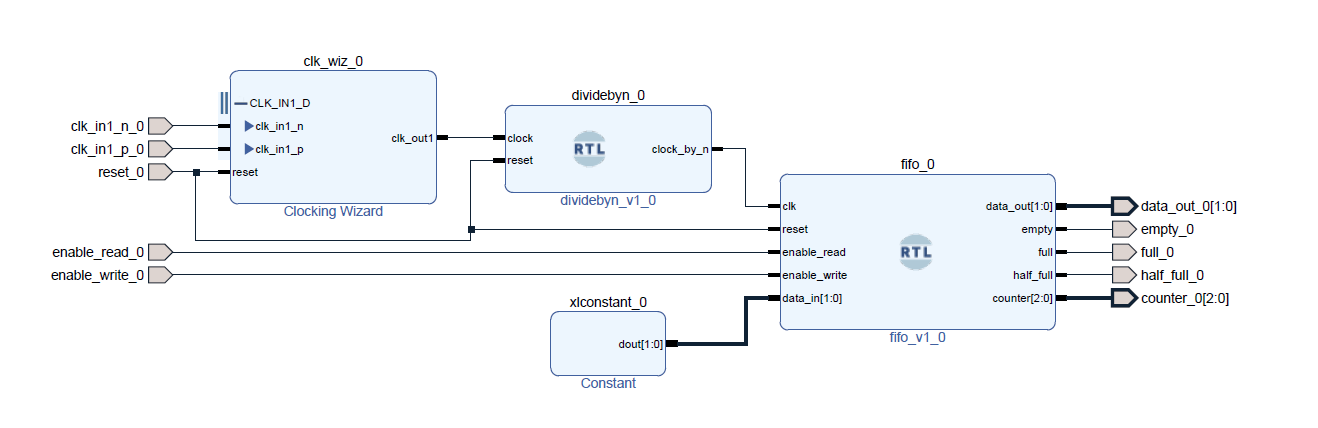 clk_wiz_0
CLK_IN1_D
clk_in1_n_0
clk_in1_n
clk_in1_p_0
clk_in1_p
clk_out1
reset_0
reset
Clocking Wizard
dividebyn_0
clock
reset
RTL
clock_by_n
dividebyn_v1_0
enable_read_0
enable_write_0
xlconstant_0
dout[1:0]
Constant
fifo_0
clk
reset
enable_read
enable_write
data_in[1:0]
RTL
data_out[1:0]
empty
full
half_full
counter[2:0]
fifo_v1_0
data_out_0[1:0]
empty_0
full_0
half_full_0
counter_0[2:0]